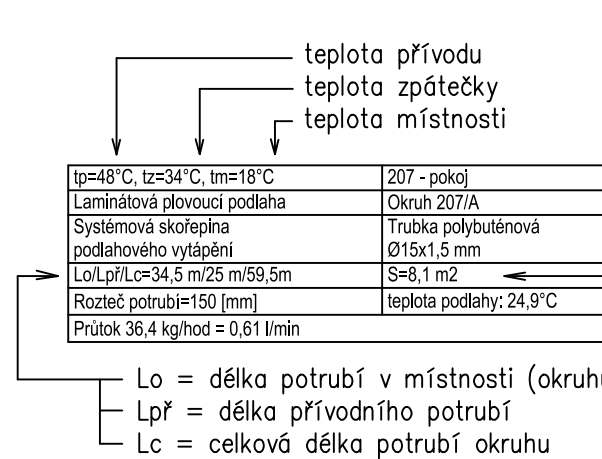 teplota přívodu
teplota zpátečky
teplota místnosti
tp=48°C, tz=34°C, tm=18°C 207 - pokoj
Laminátová plovoucí podlaha Okruh 207/A
Systémová skořepina Trubka polybuténová
podlahového vytápění Ø15x1,5 mm
Lo/Lpř/Lc=34,5 m/25 m/59,5m S=8,1 m2
Rozteč potrubí=150 [mm] teplota podlahy: 24,9°C
Průtok 36,4 kg/hod = 0,61 l/min
Lo = délka potrubí v místnosti (okruhu
Lpř = délka přívodního potrubí
Lc = celková délka potrubí okruhu